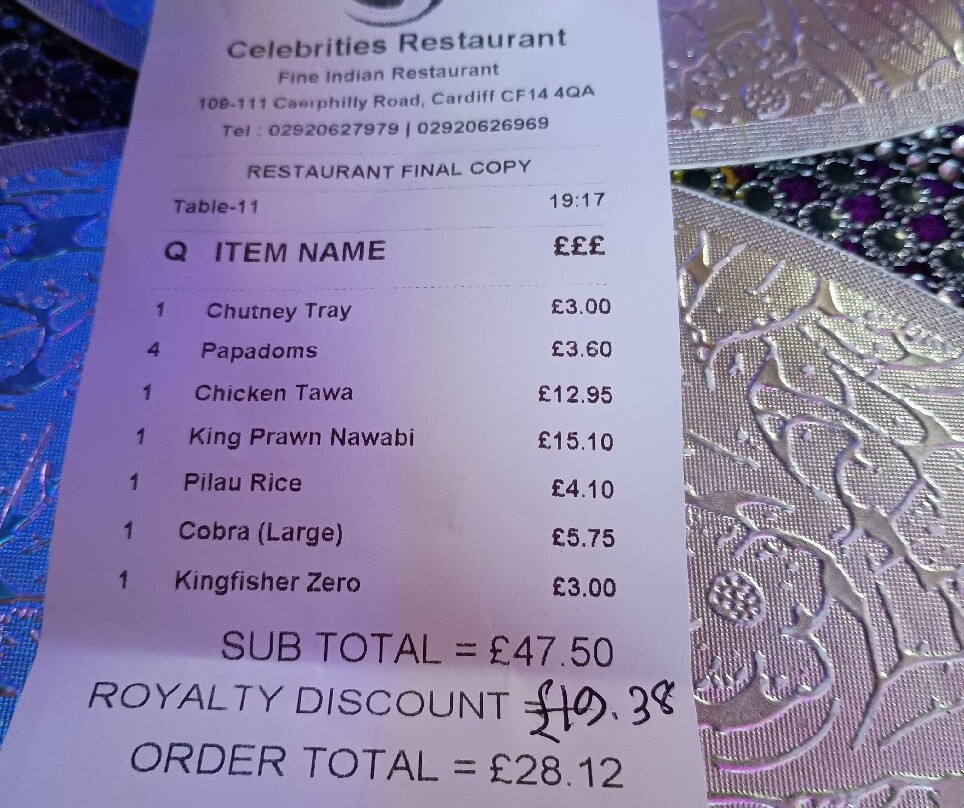 Celebrities Restaurant
Fine Indian Restaurant
109-111 Caerphilly Road, Cardiff CF14 4QA
Tel : 02920627979 | 02920626969
RESTAURANT FINAL COPY
Table-11 19:17
Q ITEM NAME £££
1 Chutney Tray £3.00
4 Papadoms £3.60
1 Chicken Tawa £12.95
1 King Prawn Nawabi £15.10
1 Pilau Rice £4.10
1 Cobra (Large) £5.75
1 Kingfisher Zero £3.00
SUB TOTAL = £47.50
ROYALTY DISCOUNT = £19.38
ORDER TOTAL = £28.12